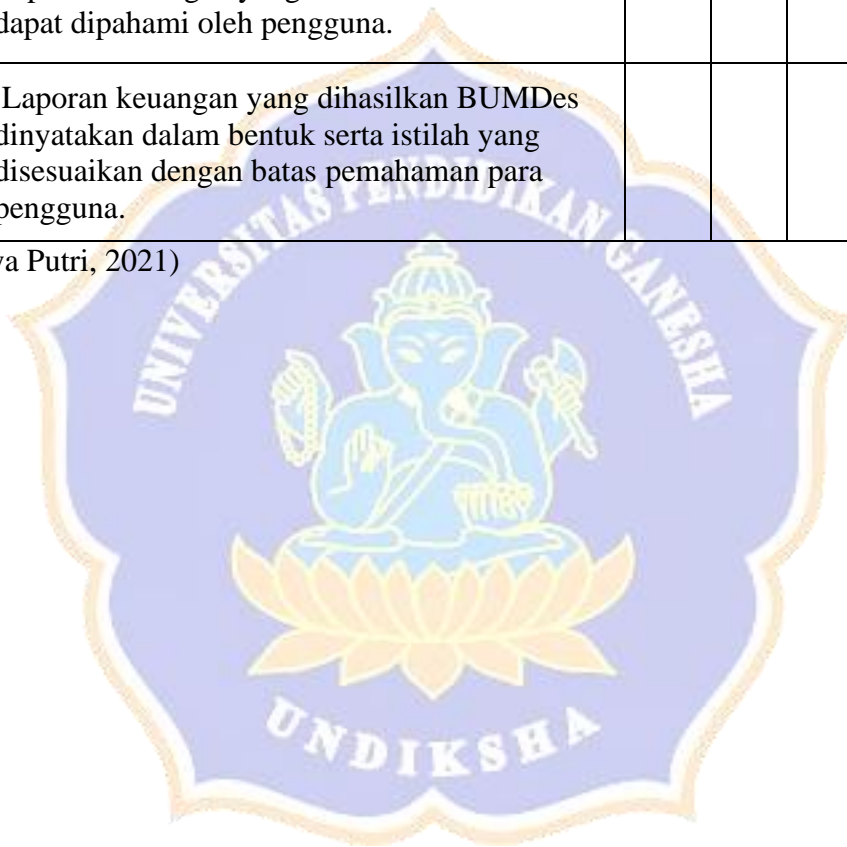 dapat dipahami oleh pengguna.
Laporan keuangan yang dihasilkan BUMDes
dinyatakan dalam bentuk serta istilah yang
disesuaikan dengan batas pemahaman para
pengguna.
ya Putri, 2021)
UNIVERSITAS PENDIDIKAN GANESHA
UNDIKSHA